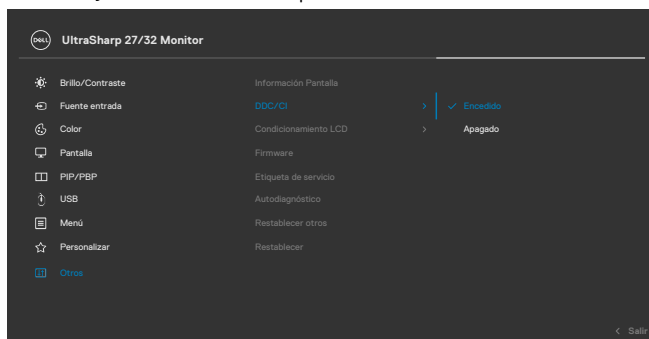 DELL UltraSharp 27/32 Monitor
Brillo/Contraste Información Pantalla
Fuente entrada DDC/CI > ✓ Encedido
Color Condicionamiento LCD > Apagado
Pantalla Firmware
PIP/PBP Etiqueta de servicio
USB Autodiagnóstico
Menú Restablecer otros
Personalizar Restablecer
Otros
< Salir